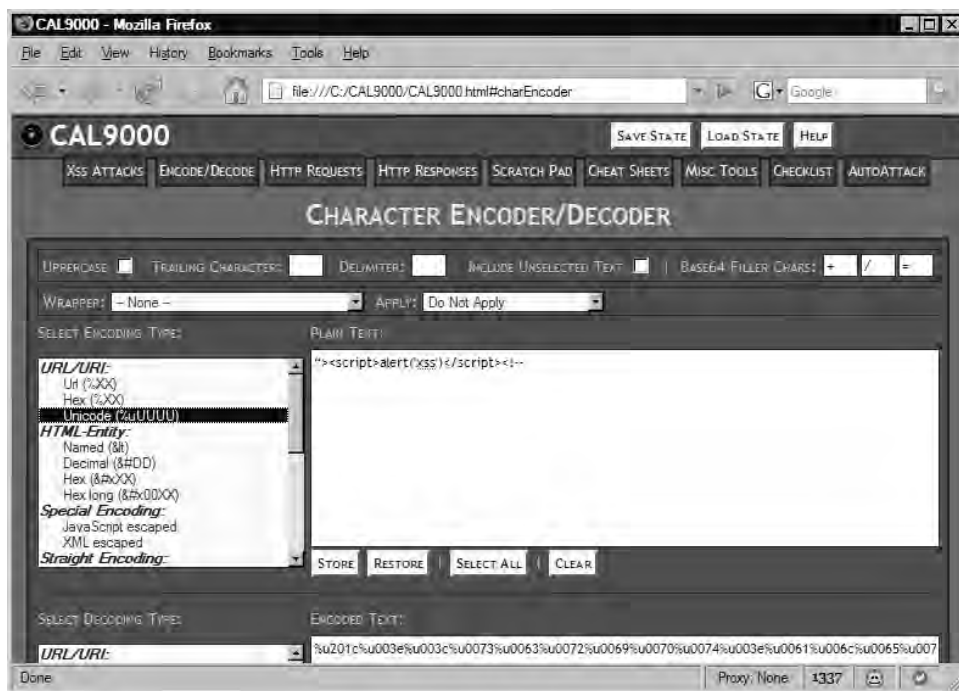 CAL9000 - Mozilla Firefox
File Edit View History Bookmarks Tools Help
file:///C:/CAL9000/CAL9000.html#charEncoder G Google
CAL9000 SAVE STATE LOAD STATE HELP
XSS ATTACKS ENCODE/DECODE HTTP REQUESTS HTTP RESPONSES SCRATCH PAD CHEAT SHEETS MISC TOOLS CHECKLIST AUTOATTACK
CHARACTER ENCODER/DECODER
UPPERCASE TRAILING CHARACTER: DELIMITER: INCLUDE UNSELECTED TEXT | BASE64 FILLER CHARS: + / =
WRAPPER: -- None -- APPLY: Do Not Apply
SELECT ENCODING TYPE: PLAIN TEXT:
URL/URI: “><script>alert('xss')</script><!--
Url (%XX)
Hex (%XX)
Unicode (%uUUUU)
HTML-Entity:
Named (&lt)
Decimal (&#DD)
Hex (&#xXX)
Hex long (&#x00XX)
Special Encoding:
JavaScript escaped
XML escaped
Straight Encoding:
STORE RESTORE | SELECT ALL | CLEAR
SELECT DECODING TYPE: ENCODED TEXT:
URL/URI: %u201c%u003e%u003c%u0073%u0063%u0072%u0069%u0070%u0074%u003e%u0061%u006c%u0065%u007
Done Proxy: None 1337